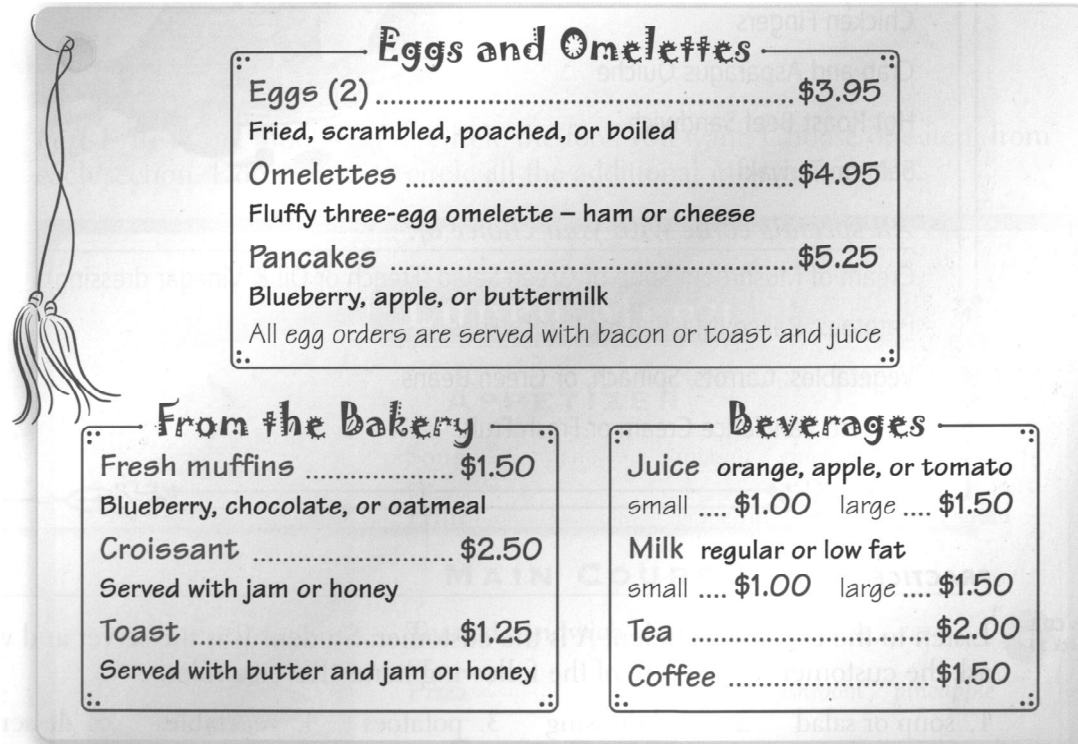 Eggs and Omelettes
Eggs (2) ........ $3.95
Fried, scrambled, poached, or boiled
Omelettes ........ $4.95
Fluffy three-egg omelette – ham or cheese
Pancakes ........ $5.25
Blueberry, apple, or buttermilk
All egg orders are served with bacon or toast and juice
From the Bakery
Fresh muffins ........ $1.50
Blueberry, chocolate, or oatmeal
Croissant ........ $2.50
Served with jam or honey
Toast ........ $1.25
Served with butter and jam or honey
Beverages
Juice orange, apple, or tomato
small .... $1.00 large .... $1.50
Milk regular or low fat
small .... $1.00 large .... $1.50
Tea ........ $2.00
Coffee ........ $1.50